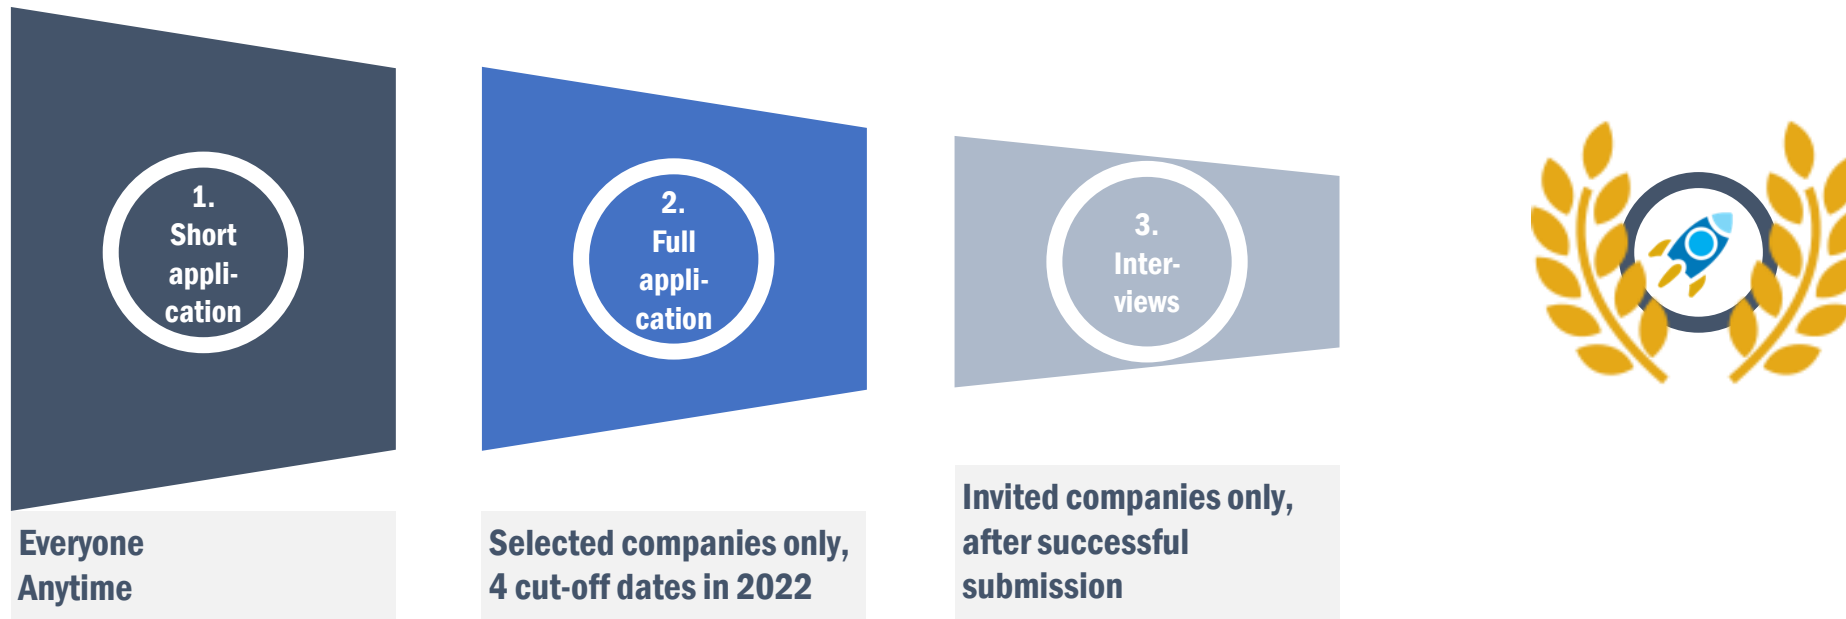 1.
Short
appli-
cation
Everyone
Anytime
2.
Full
appli-
cation
Selected companies only,
4 cut-off dates in 2022
3.
Inter-
views
Invited companies only,
after successful
submission